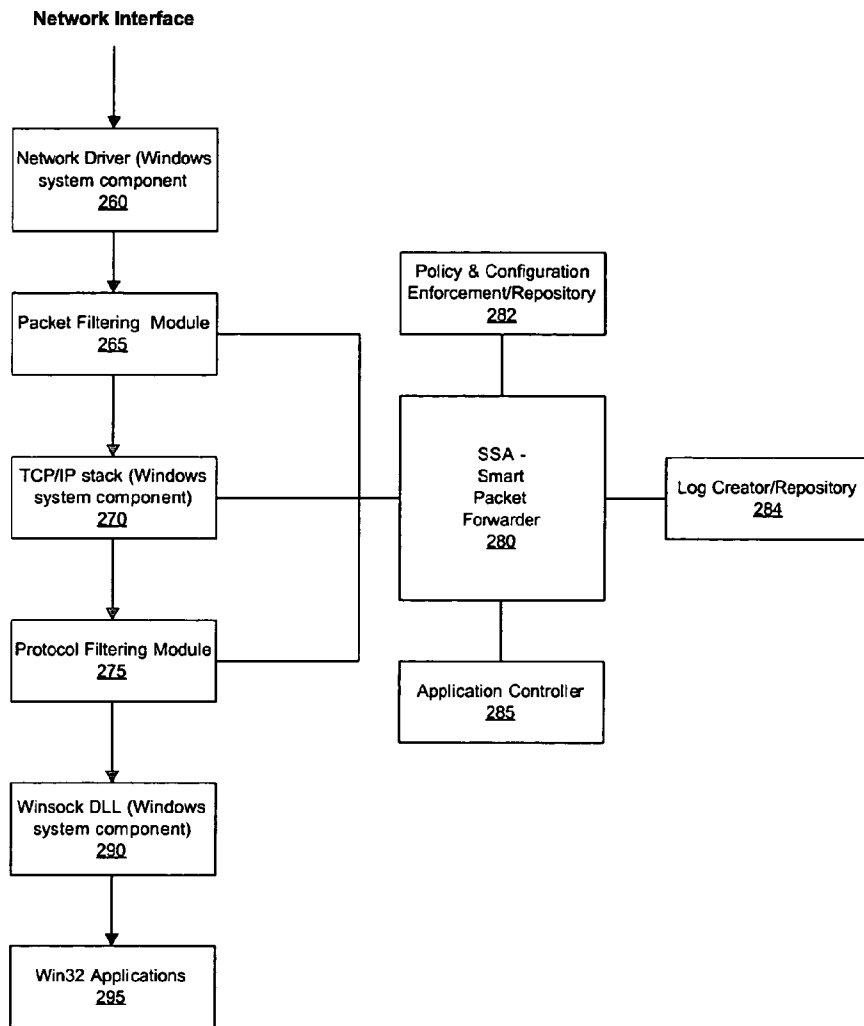 Network Interface
Network Driver (Windows
system component
260
Packet Filtering Module
265
TCP/IP stack (Windows
system component)
270
Protocol Filtering Module
275
Winsock DLL (Windows
system component)
290
Win32 Applications
295
Policy & Configuration
Enforcement/Repository
282
SSA -
Smart
Packet
Forwarder
280
Log Creator/Repository
284
Application Controller
285